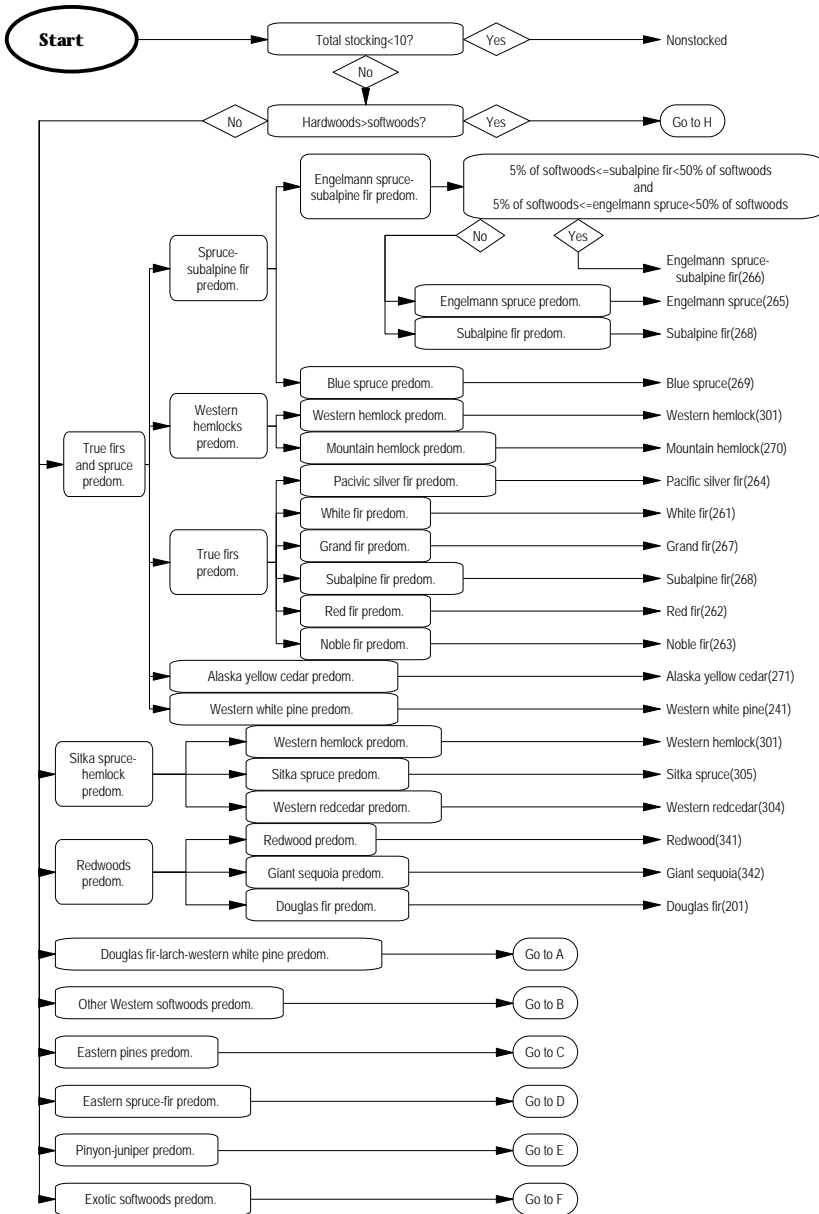 Start
Total stocking<10?
Yes
Nonstocked
No
No
Hardwoods>softwoods?
Yes
Go to H
Engelmann spruce-
subalpine fir predom.
5% of softwoods<=subalpine fir<50% of softwoods
and
5% of softwoods<=engelmann spruce<50% of softwoods
No
Yes
Engelmann spruce-
subalpine fir(266)
Spruce-
subalpine fir
predom.
Engelmann spruce predom.
Engelmann spruce(265)
Subalpine fir predom.
Subalpine fir(268)
Blue spruce predom.
Blue spruce(269)
Western
hemlocks
predom.
Western hemlock predom.
Western hemlock(301)
Mountain hemlock predom.
Mountain hemlock(270)
True firs
and spruce
predom.
Pacivic silver fir predom.
Pacific silver fir(264)
White fir predom.
White fir(261)
True firs
predom.
Grand fir predom.
Grand fir(267)
Subalpine fir predom.
Subalpine fir(268)
Red fir predom.
Red fir(262)
Noble fir predom.
Noble fir(263)
Alaska yellow cedar predom.
Alaska yellow cedar(271)
Western white pine predom.
Western white pine(241)
Sitka spruce-
hemlock
predom.
Western hemlock predom.
Western hemlock(301)
Sitka spruce predom.
Sitka spruce(305)
Western redcedar predom.
Western redcedar(304)
Redwoods
predom.
Redwood predom.
Redwood(341)
Giant sequoia predom.
Giant sequoia(342)
Douglas fir predom.
Douglas fir(201)
Douglas fir-larch-western white pine predom.
Go to A
Other Western softwoods predom.
Go to B
Eastern pines predom.
Go to C
Eastern spruce-fir predom.
Go to D
Pinyon-juniper predom.
Go to E
Exotic softwoods predom.
Go to F